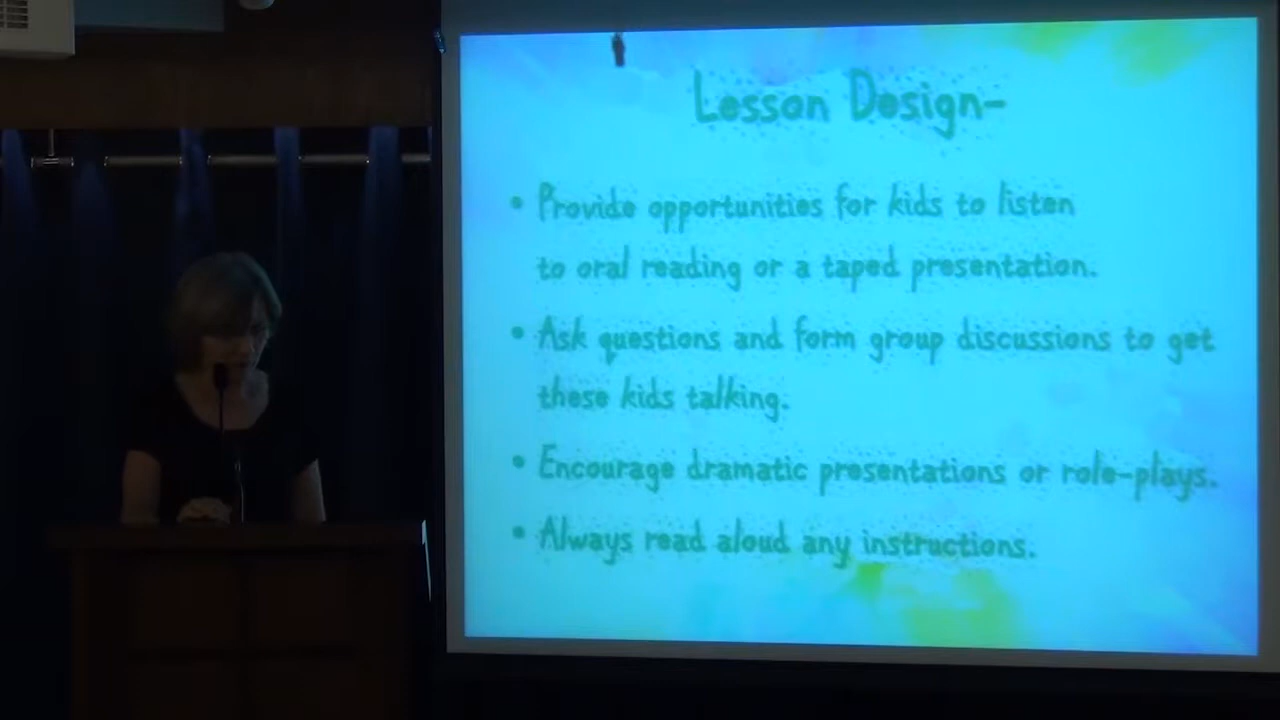 Lesson Design-
• Provide opportunities for kids to listen
to oral reading or a taped presentation.
• Ask questions and form group discussions to get
these kids talking.
• Encourage dramatic presentations or role-plays.
• Always read aloud any instructions.